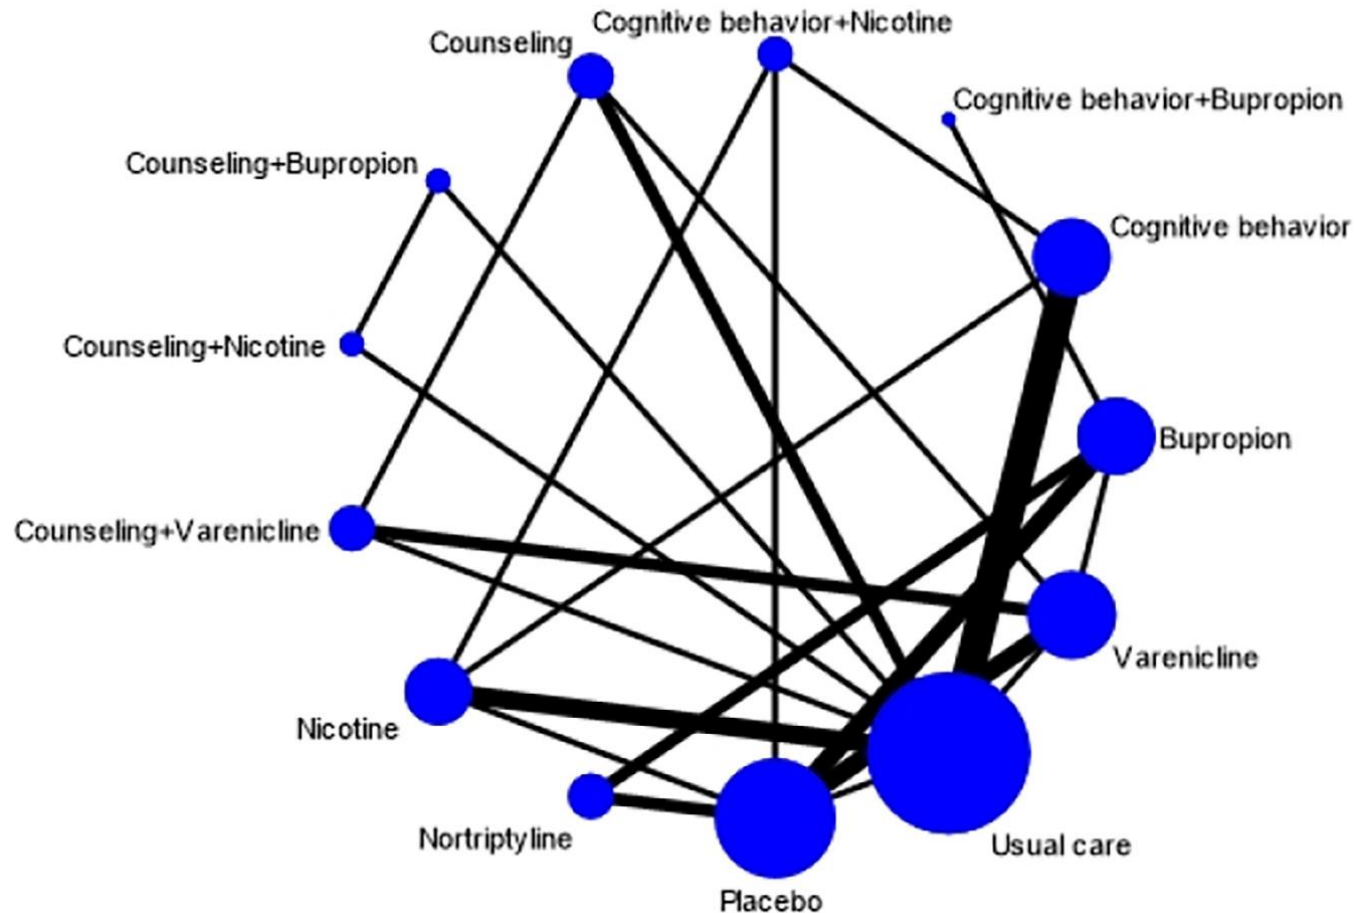 Cognitive behavior+Nicotine
Counseling
Cognitive behavior+Bupropion
Counseling+Bupropion
Cognitive behavior
Counseling+Nicotine
Bupropion
Counseling+Varenicline
Varenicline
Nicotine
Nortriptyline
Usual care
Placebo